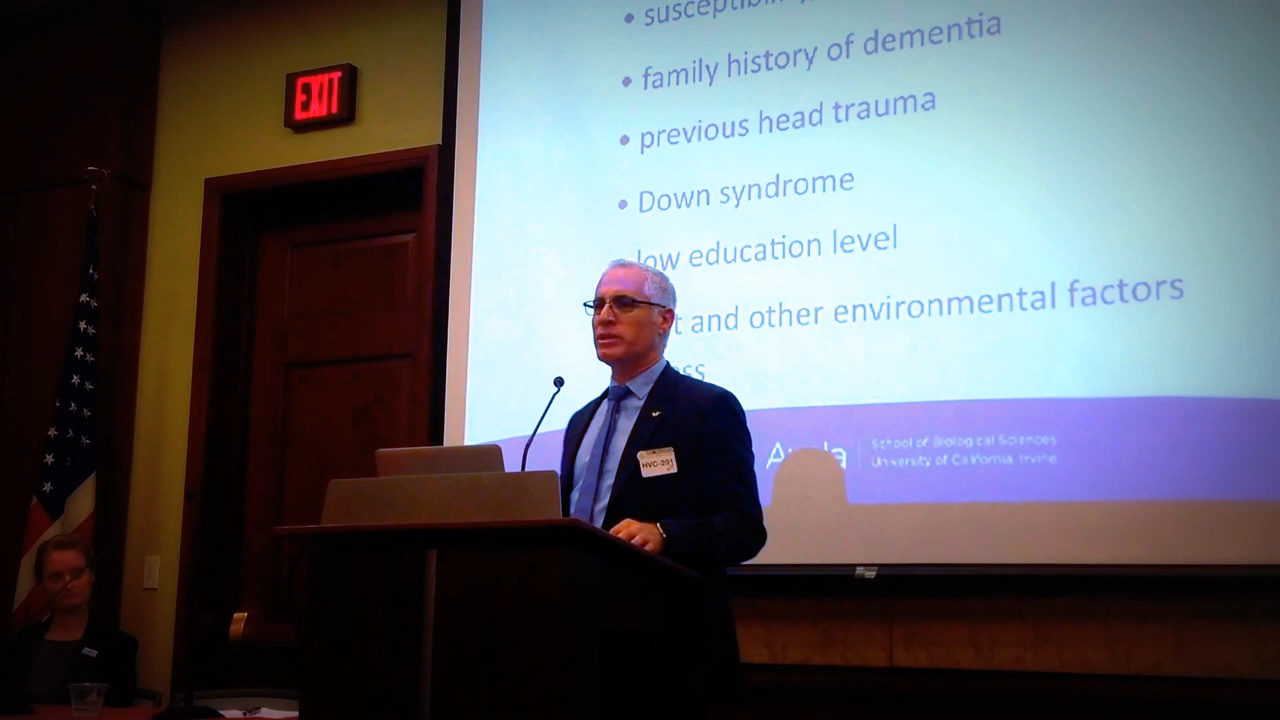 EXIT
• family history of dementia
• previous head trauma
• Down syndrome
low education level
and other environmental factors
School of Biological Sciences
University of California, Irvine
HVC-201